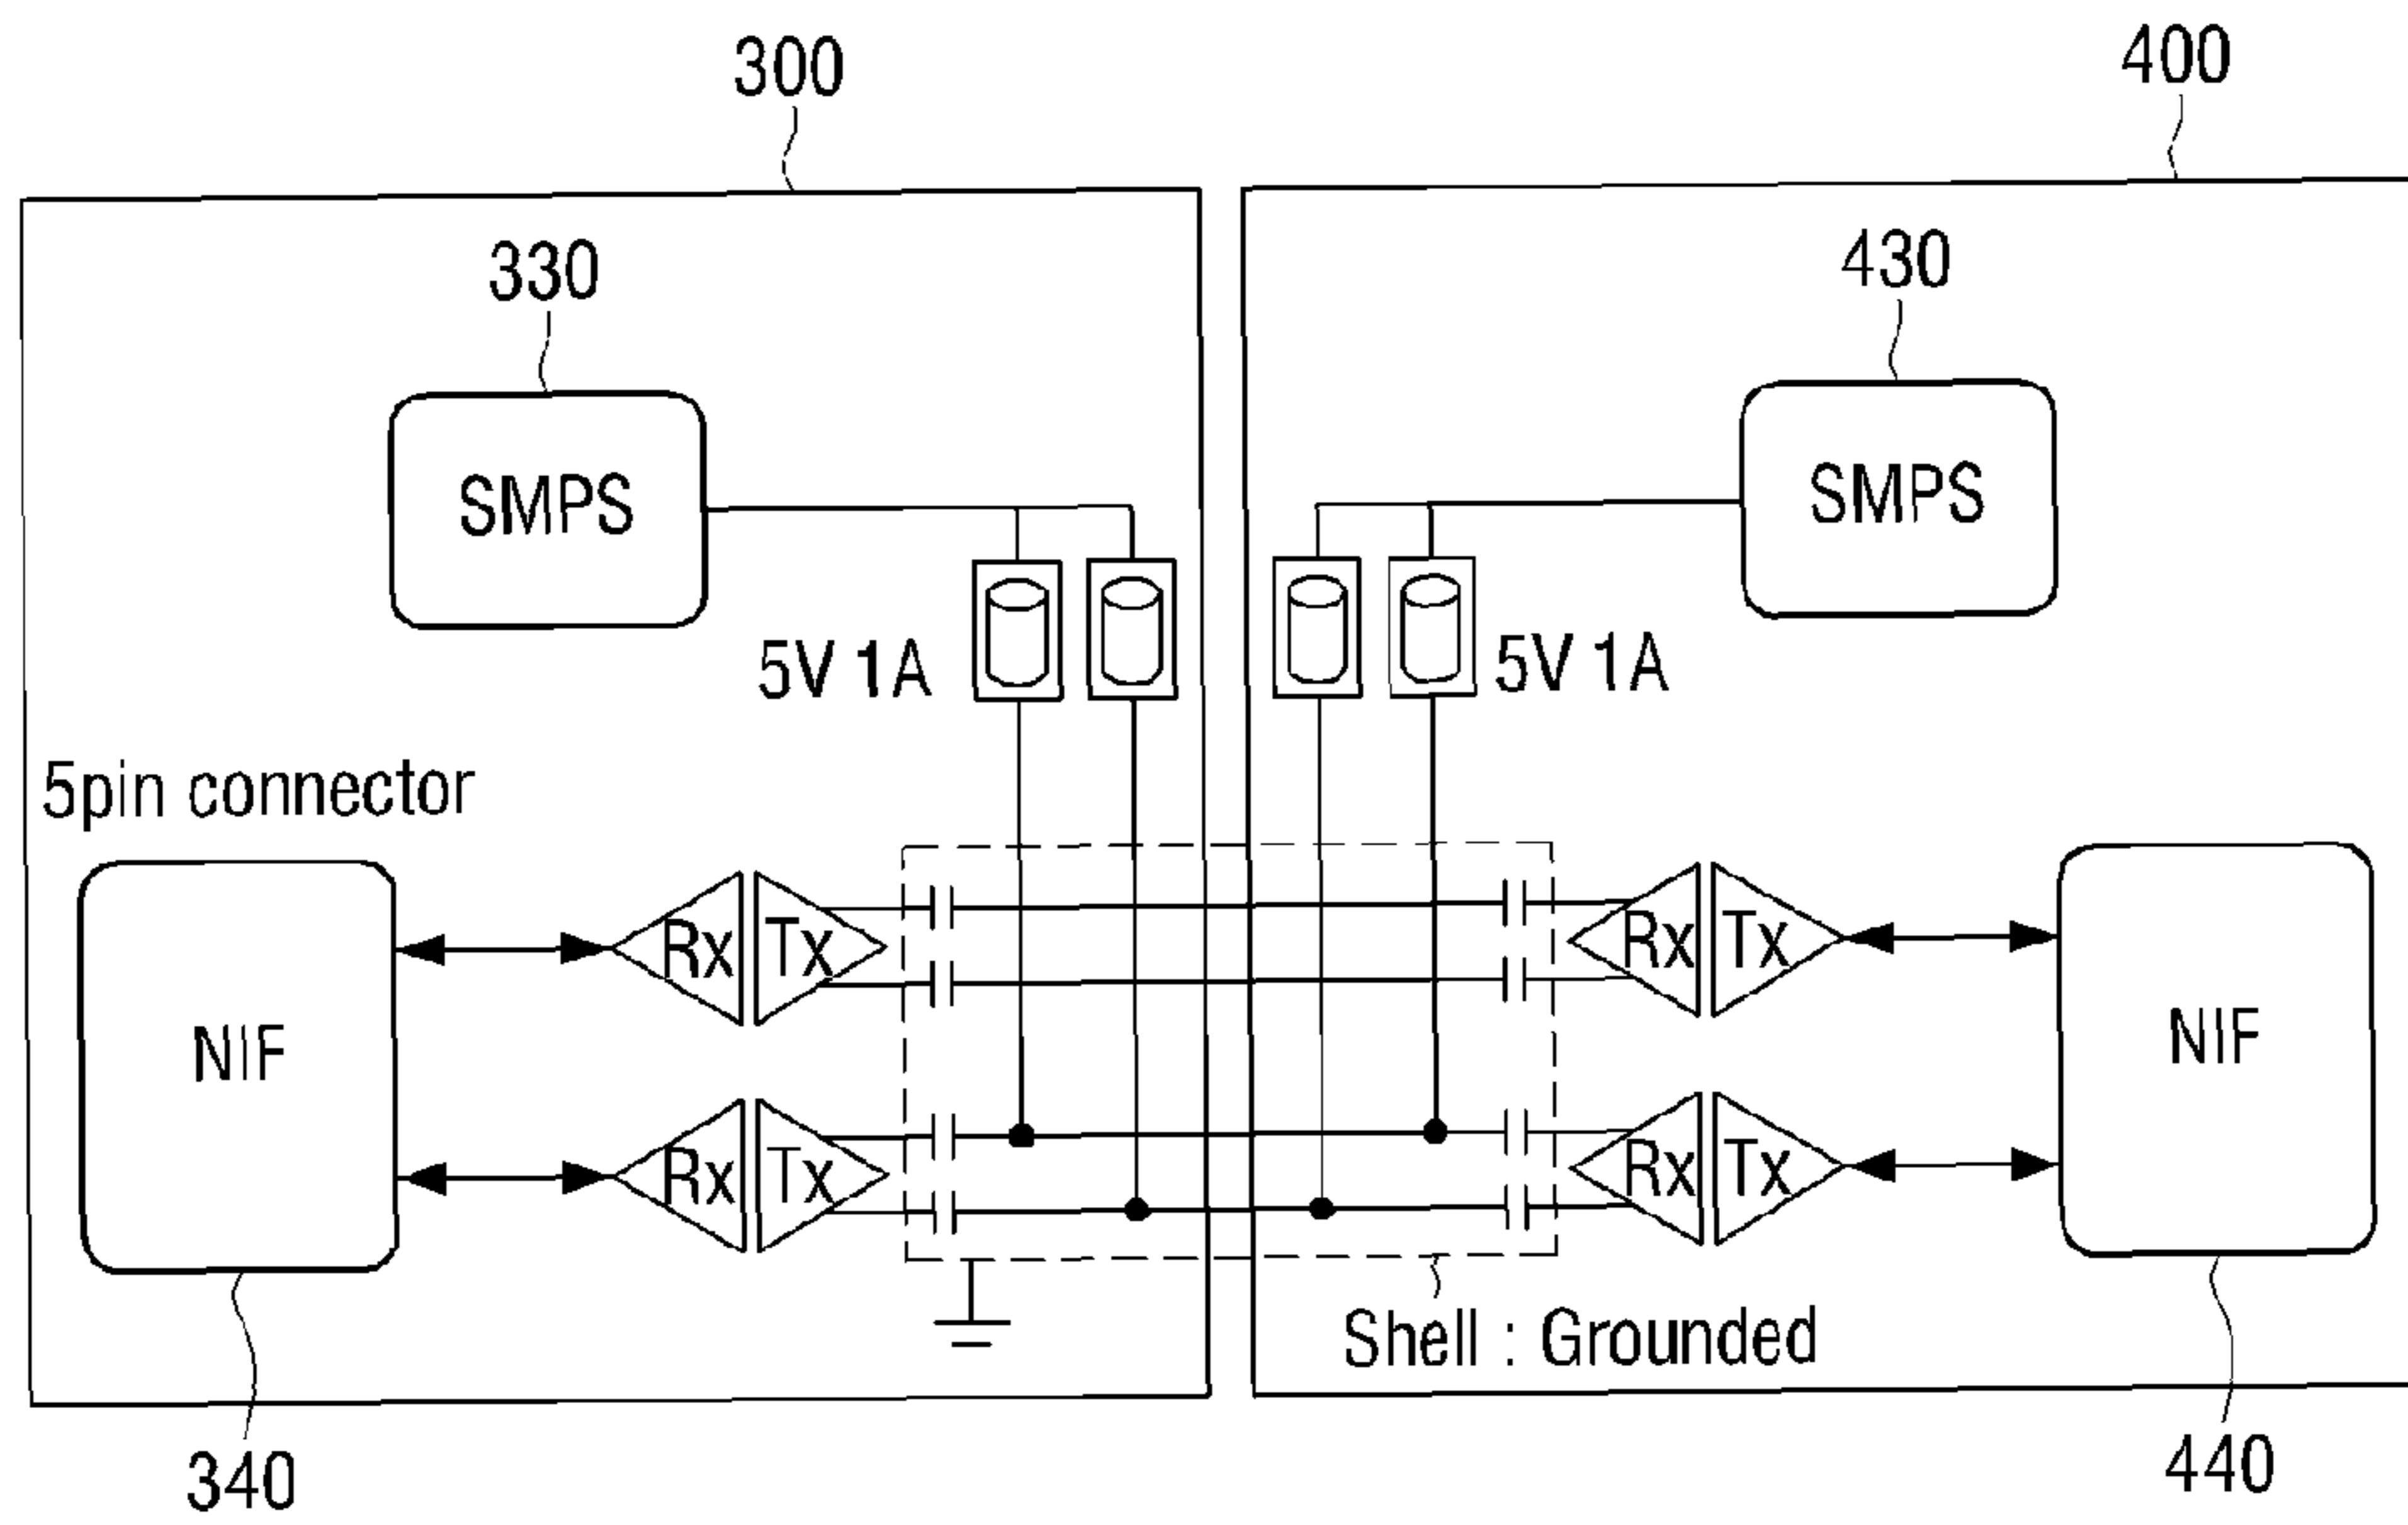 300
400
330
430
SMPS
SMPS
5V 1A
5V 1A
5pin connector
Rx Tx
Rx Tx
NIF
NIF
Rx Tx
Rx Tx
Shell : Grounded
340
440